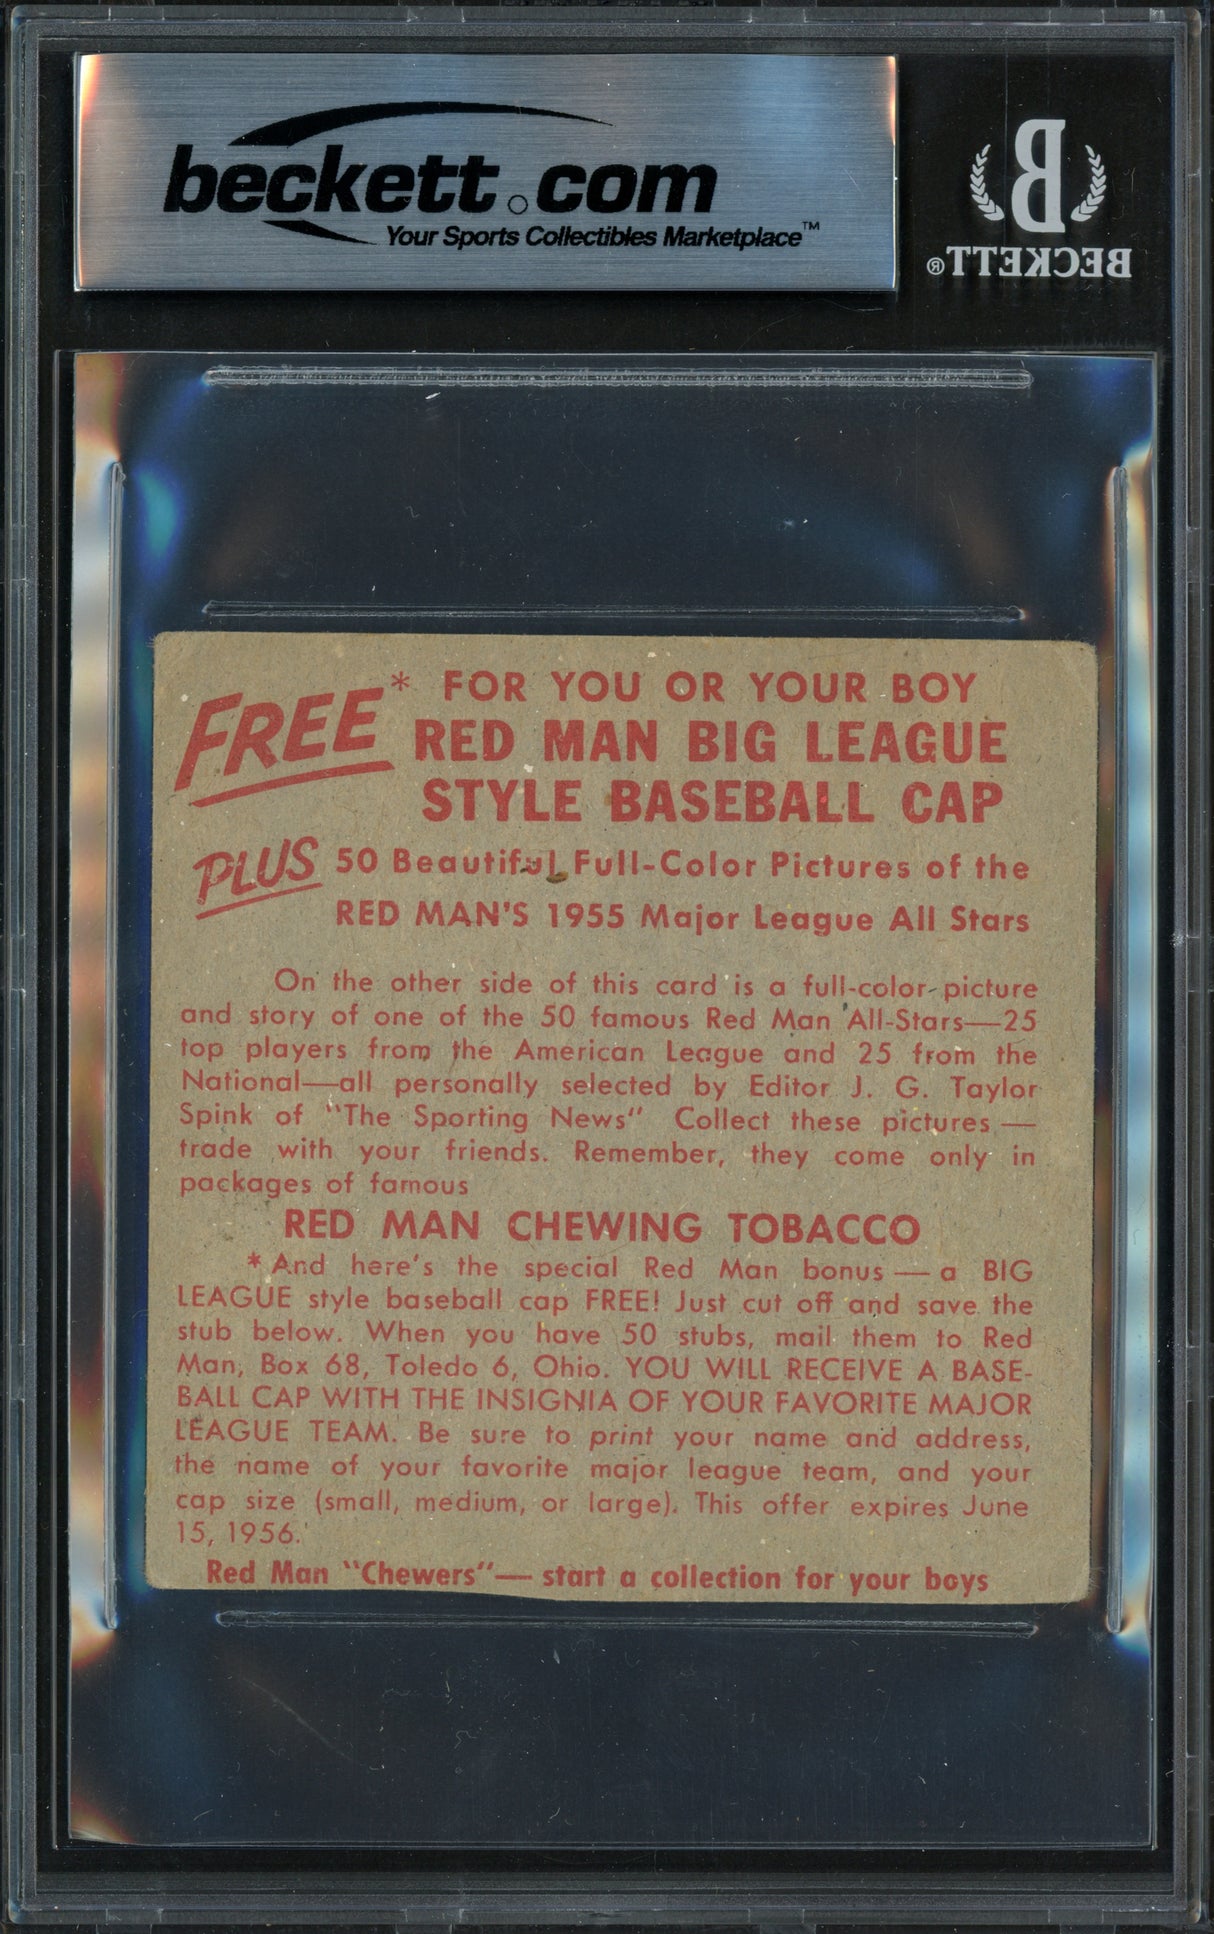 beckett.com
Your Sports Collectibles Marketplace™
B
BECKETT®
FREE* FOR YOU OR YOUR BOY
RED MAN BIG LEAGUE
STYLE BASEBALL CAP
PLUS 50 Beautiful Full-Color Pictures of the
RED MAN'S 1955 Major League All Stars
On the other side of this card is a full-color picture
and story of one of the 50 famous Red Man All-Stars—25
top players from the American League and 25 from the
National—all personally selected by Editor J. G. Taylor
Spink of "The Sporting News" Collect these pictures —
trade with your friends. Remember, they come only in
packages of famous
RED MAN CHEWING TOBACCO
*And here's the special Red Man bonus — a BIG
LEAGUE style baseball cap FREE! Just cut off and save the
stub below. When you have 50 stubs, mail them to Red
Man, Box 68, Toledo 6, Ohio. YOU WILL RECEIVE A BASE-
BALL CAP WITH THE INSIGNIA OF YOUR FAVORITE MAJOR
LEAGUE TEAM. Be sure to print your name and address,
the name of your favorite major league team, and your
cap size (small, medium, or large). This offer expires June
15, 1956.
Red Man "Chewers"— start a collection for your boys